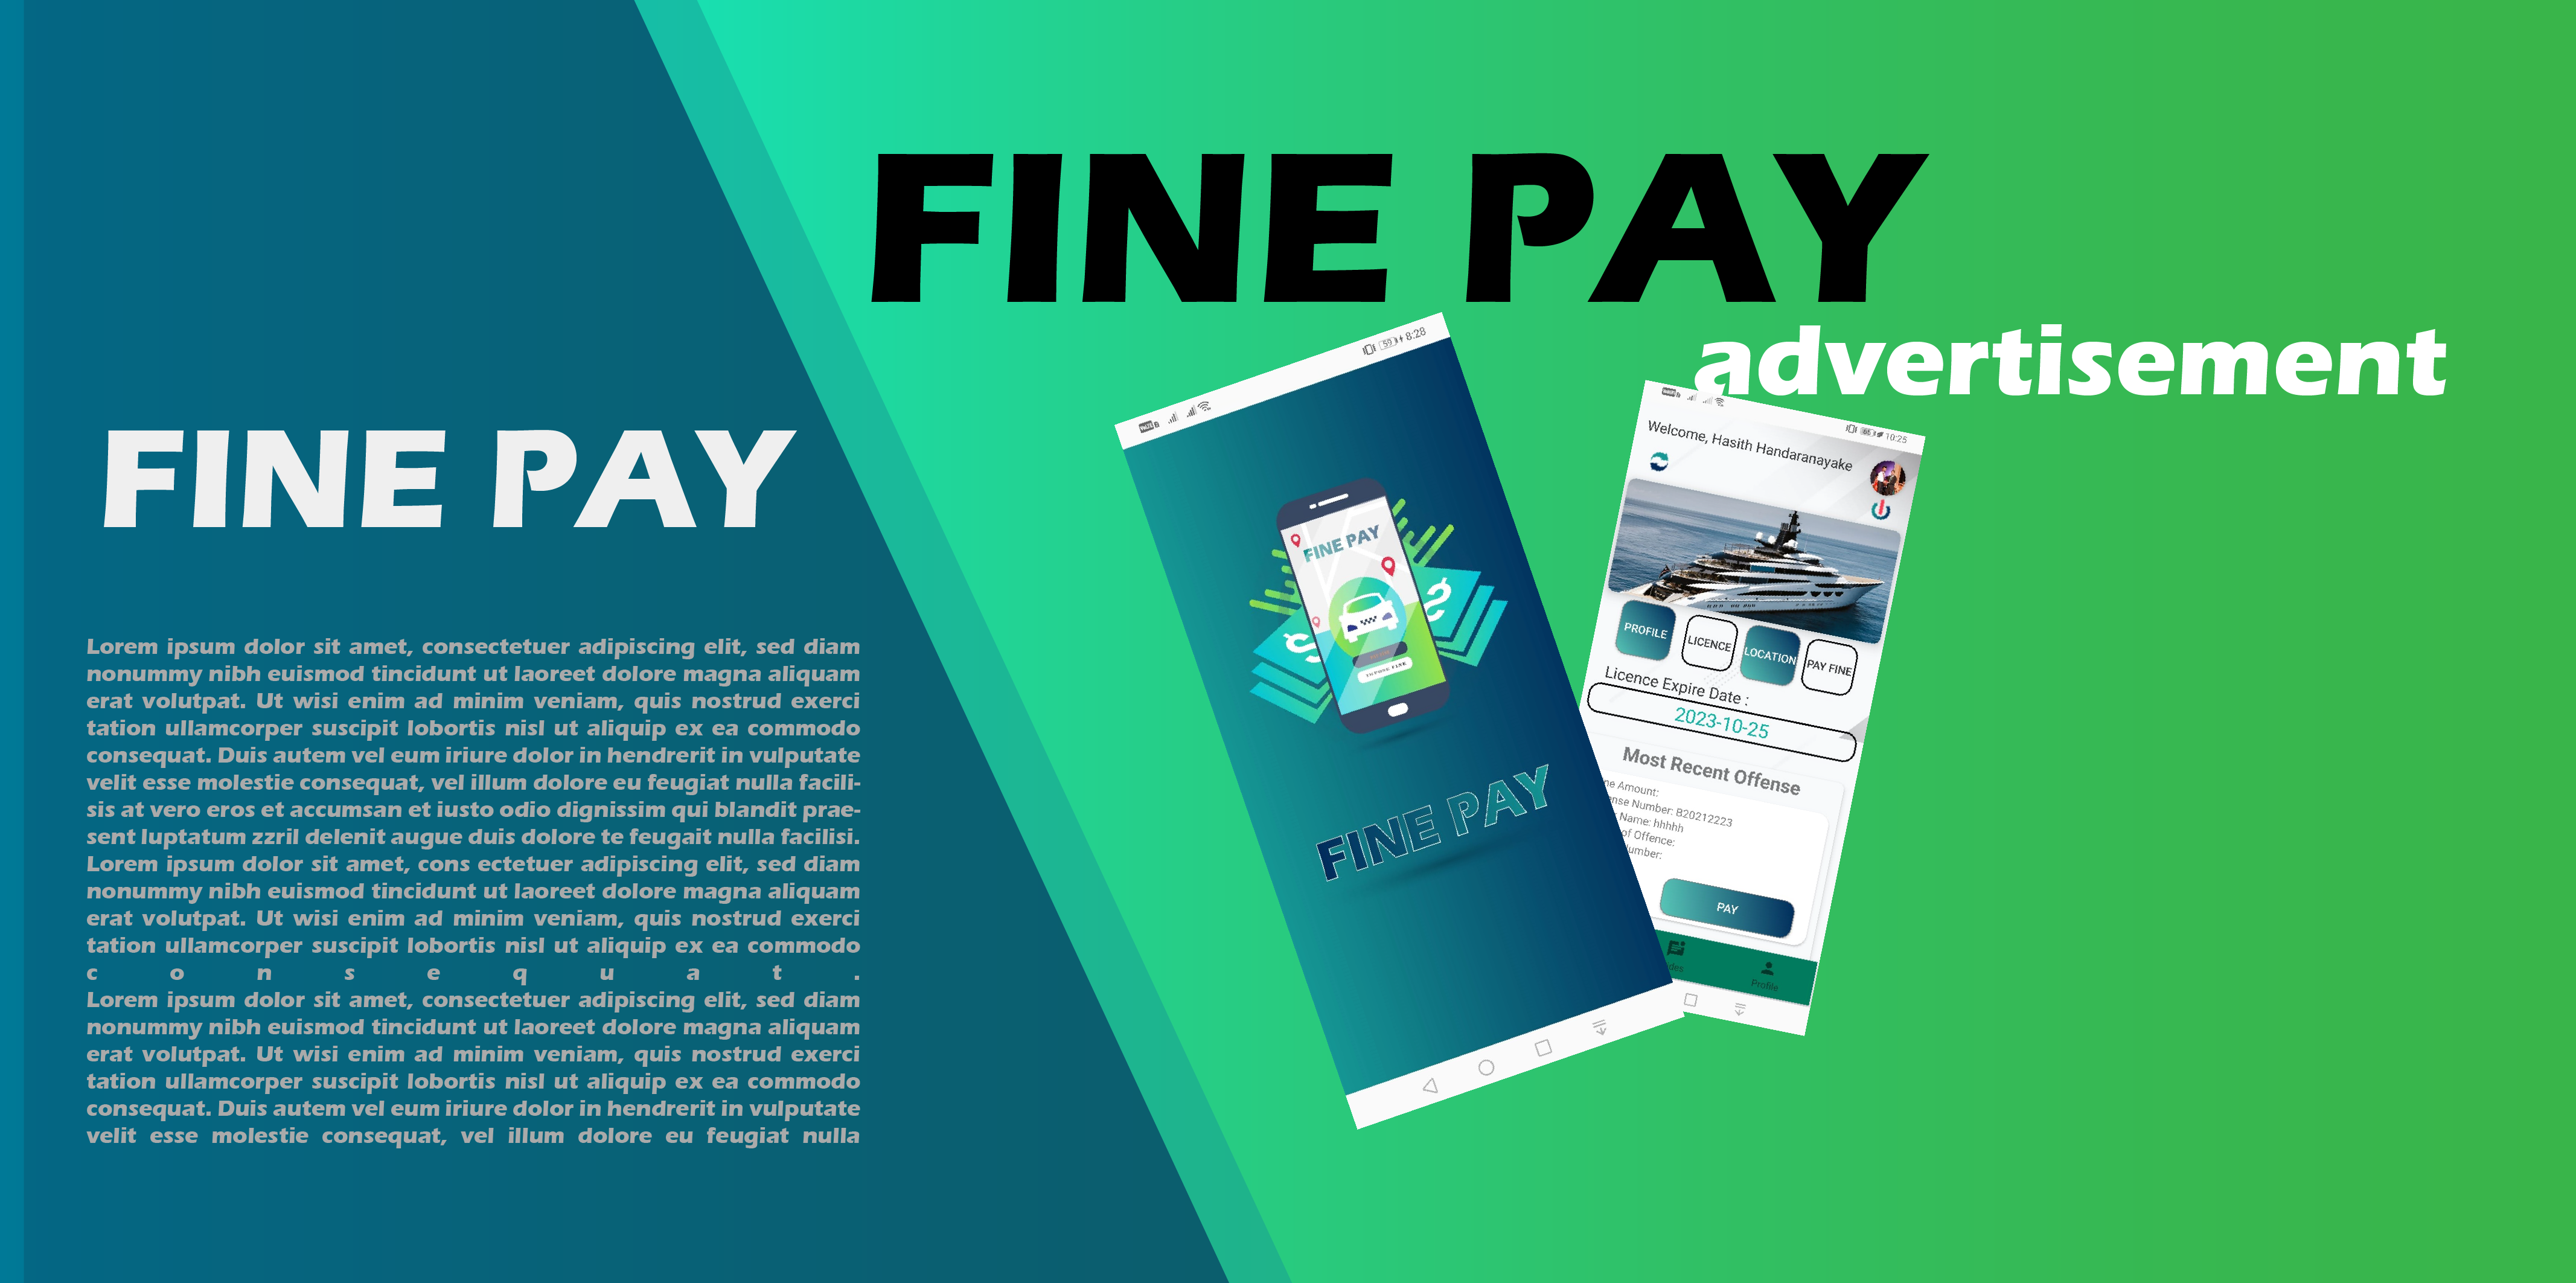 FINE PAY
Lorem ipsum dolor sit amet, consectetuer adipiscing elit, sed diam
nonummy nibh euismod tincidunt ut laoreet dolore magna aliquam
erat volutpat. Ut wisi enim ad minim veniam, quis nostrud exerci
tation ullamcorper suscipit lobortis nisl ut aliquip ex ea commodo
consequat. Duis autem vel eum iriure dolor in hendrerit in vulputate
velit esse molestie consequat, vel illum dolore eu feugiat nulla facili-
sis at vero eros et accumsan et iusto odio dignissim qui blandit prae-
sent luptatum zzril delenit augue duis dolore te feugait nulla facilisi.
Lorem ipsum dolor sit amet, cons ectetuer adipiscing elit, sed diam
nonummy nibh euismod tincidunt ut laoreet dolore magna aliquam
erat volutpat. Ut wisi enim ad minim veniam, quis nostrud exerci
tation ullamcorper suscipit lobortis nisl ut aliquip ex ea commodo
consequat.
Lorem ipsum dolor sit amet, consectetuer adipiscing elit, sed diam
nonummy nibh euismod tincidunt ut laoreet dolore magna aliquam
erat volutpat. Ut wisi enim ad minim veniam, quis nostrud exerci
tation ullamcorper suscipit lobortis nisl ut aliquip ex ea commodo
consequat. Duis autem vel eum iriure dolor in hendrerit in vulputate
velit esse molestie consequat, vel illum dolore eu feugiat nulla
FINE PAY
advertisement
59 8:28
FINE PAY
FINE PAY
10:25
Welcome, Hasith Handaranayake
PROFILE
LICENCE
LOCATION
PAY FINE
Licence Expire Date :
2023-10-25
Most Recent Offense
Amount:
Number: B20212223
Name: hhhhh
of Offence:
PAY
Profile